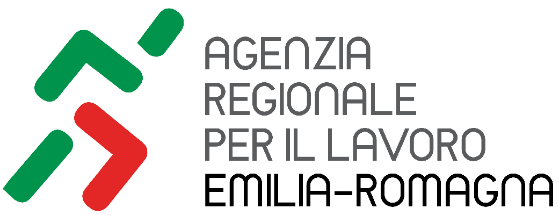 AGENZIA
REGIONALE
PER IL LAVORO
EMILIA-ROMAGNA